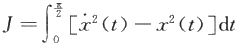 J = ∫₀^{π/2} [ẋ²(t) − x²(t)]dt